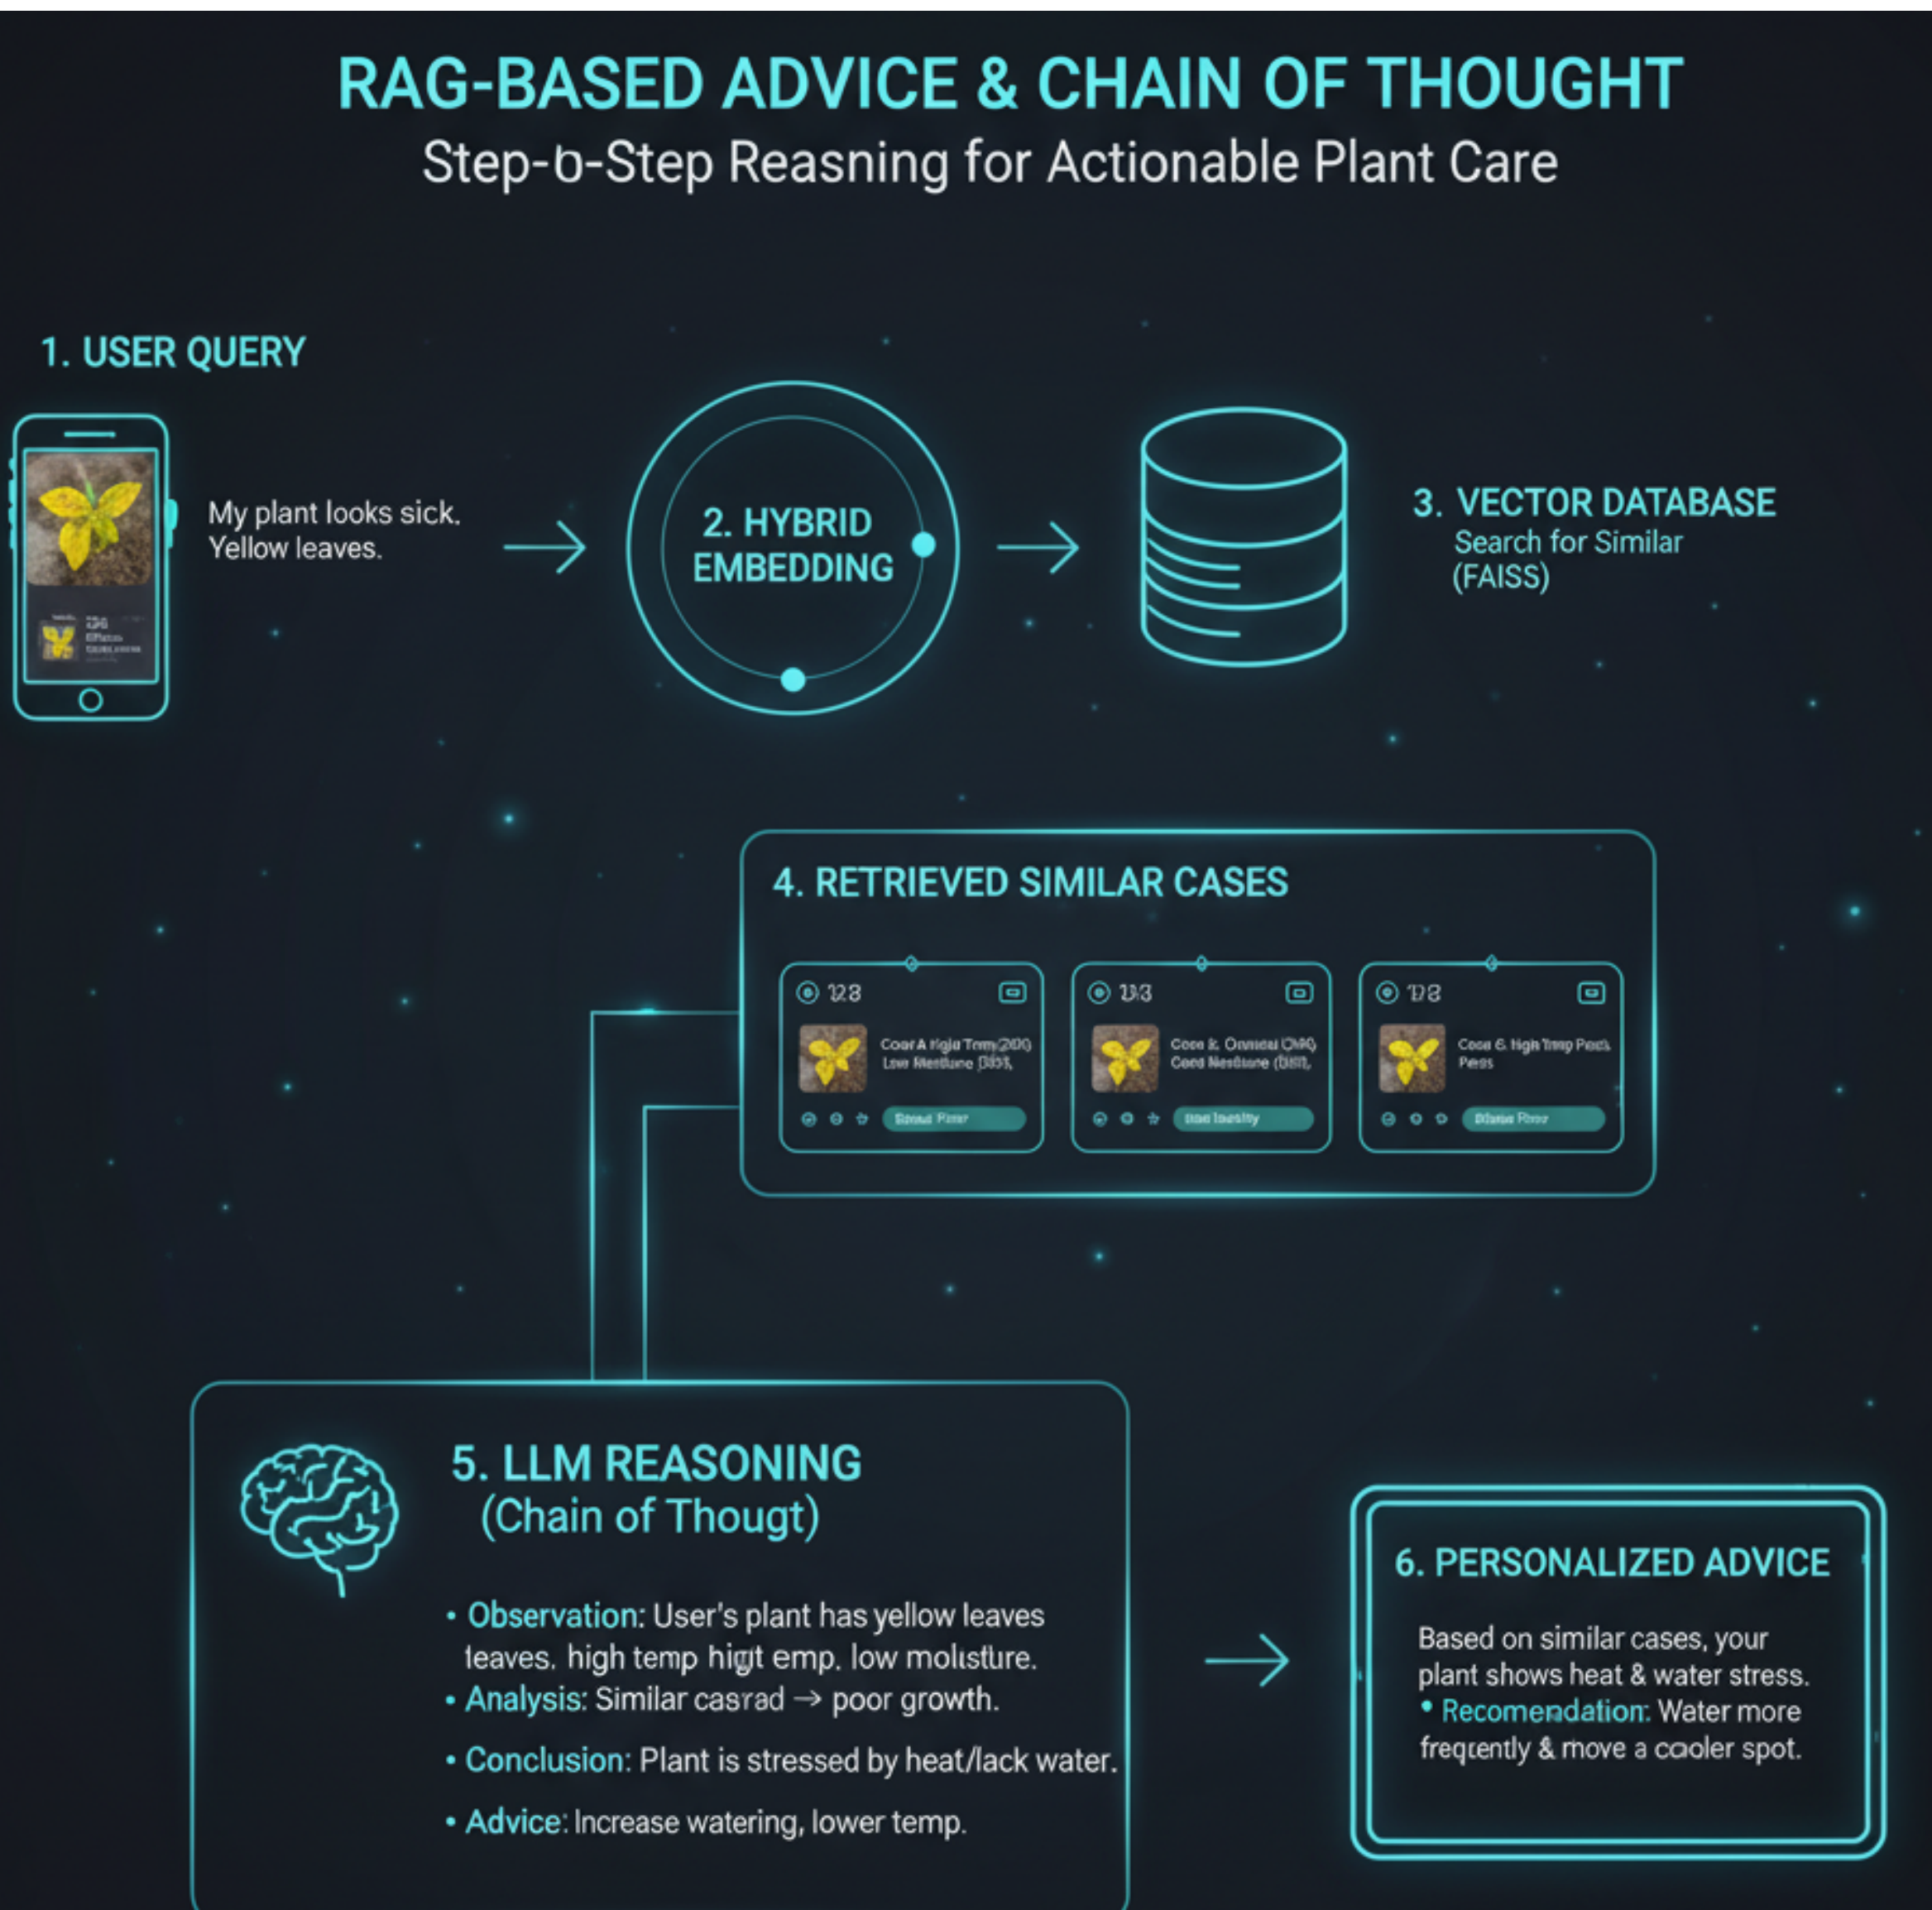 RAG-BASED ADVICE & CHAIN OF THOUGHT
Step-o-Step Reasning for Actionable Plant Care
1. USER QUERY
My plant looks sick.
Yellow leaves.
2. HYBRID
EMBEDDING
3. VECTOR DATABASE
Search for Similar
(FAISS)
4. RETRIEVED SIMILAR CASES
5. LLM REASONING
(Chain of Thougt)
• Observation: User's plant has yellow leaves
leaves. high temp emp. low
• Analysis: Similar casrad → poor growth.
• Conclusion: Plant is stressed by heat/lack water.
• Advice: Increase watering, lower temp.
6. PERSONALIZED ADVICE
Based on similar cases, your
plant shows heat & water stress.
• Recomendation: Water more
freqrently & move a cooler spot.